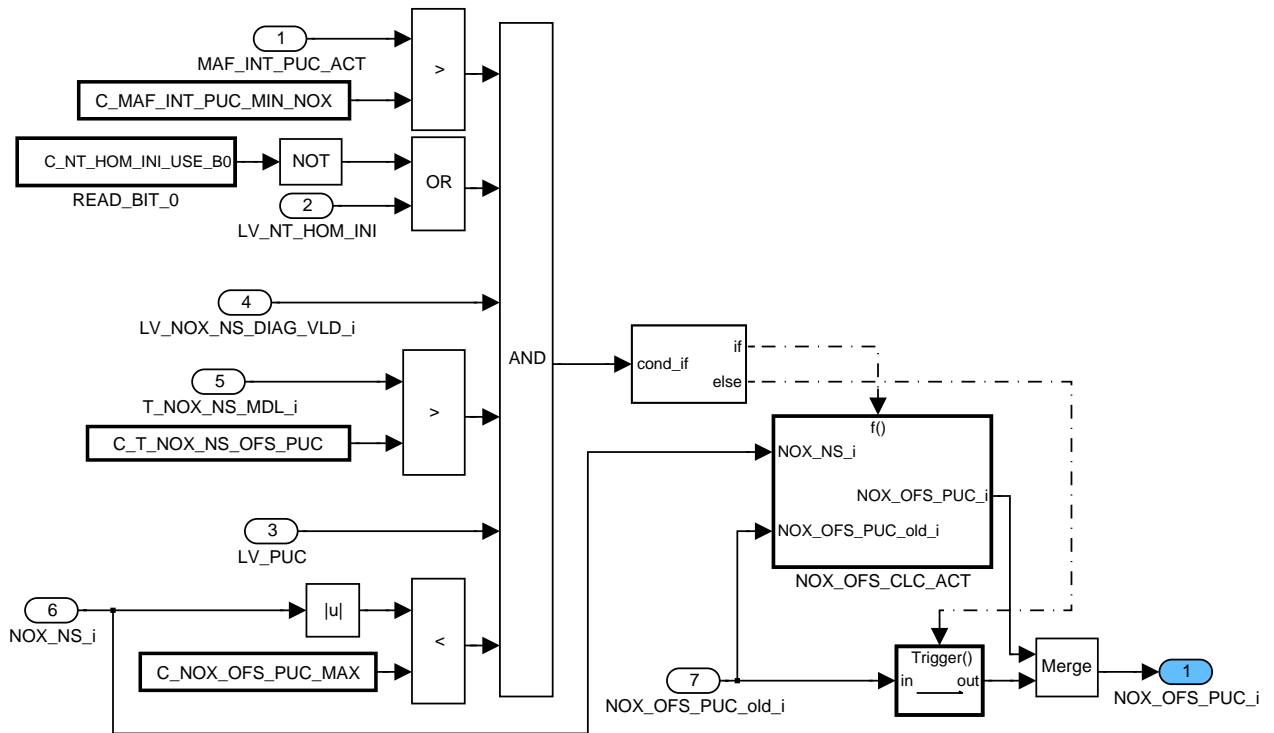 1
MAF_INT_PUC_ACT
>
C_MAF_INT_PUC_MIN_NOX
C_NT_HOM_INI_USE_B0
READ_BIT_0
NOT
OR
2
LV_NT_HOM_INI
4
LV_NOX_NS_DIAG_VLD_i
5
T_NOX_NS_MDL_i
>
C_T_NOX_NS_OFS_PUC
3
LV_PUC
6
NOX_NS_i
|u|
<
C_NOX_OFS_PUC_MAX
AND
cond_if
if
else
f()
NOX_NS_i
NOX_OFS_PUC_i
NOX_OFS_PUC_old_i
NOX_OFS_CLC_ACT
7
NOX_OFS_PUC_old_i
Trigger()
in
out
Merge
1
NOX_OFS_PUC_i